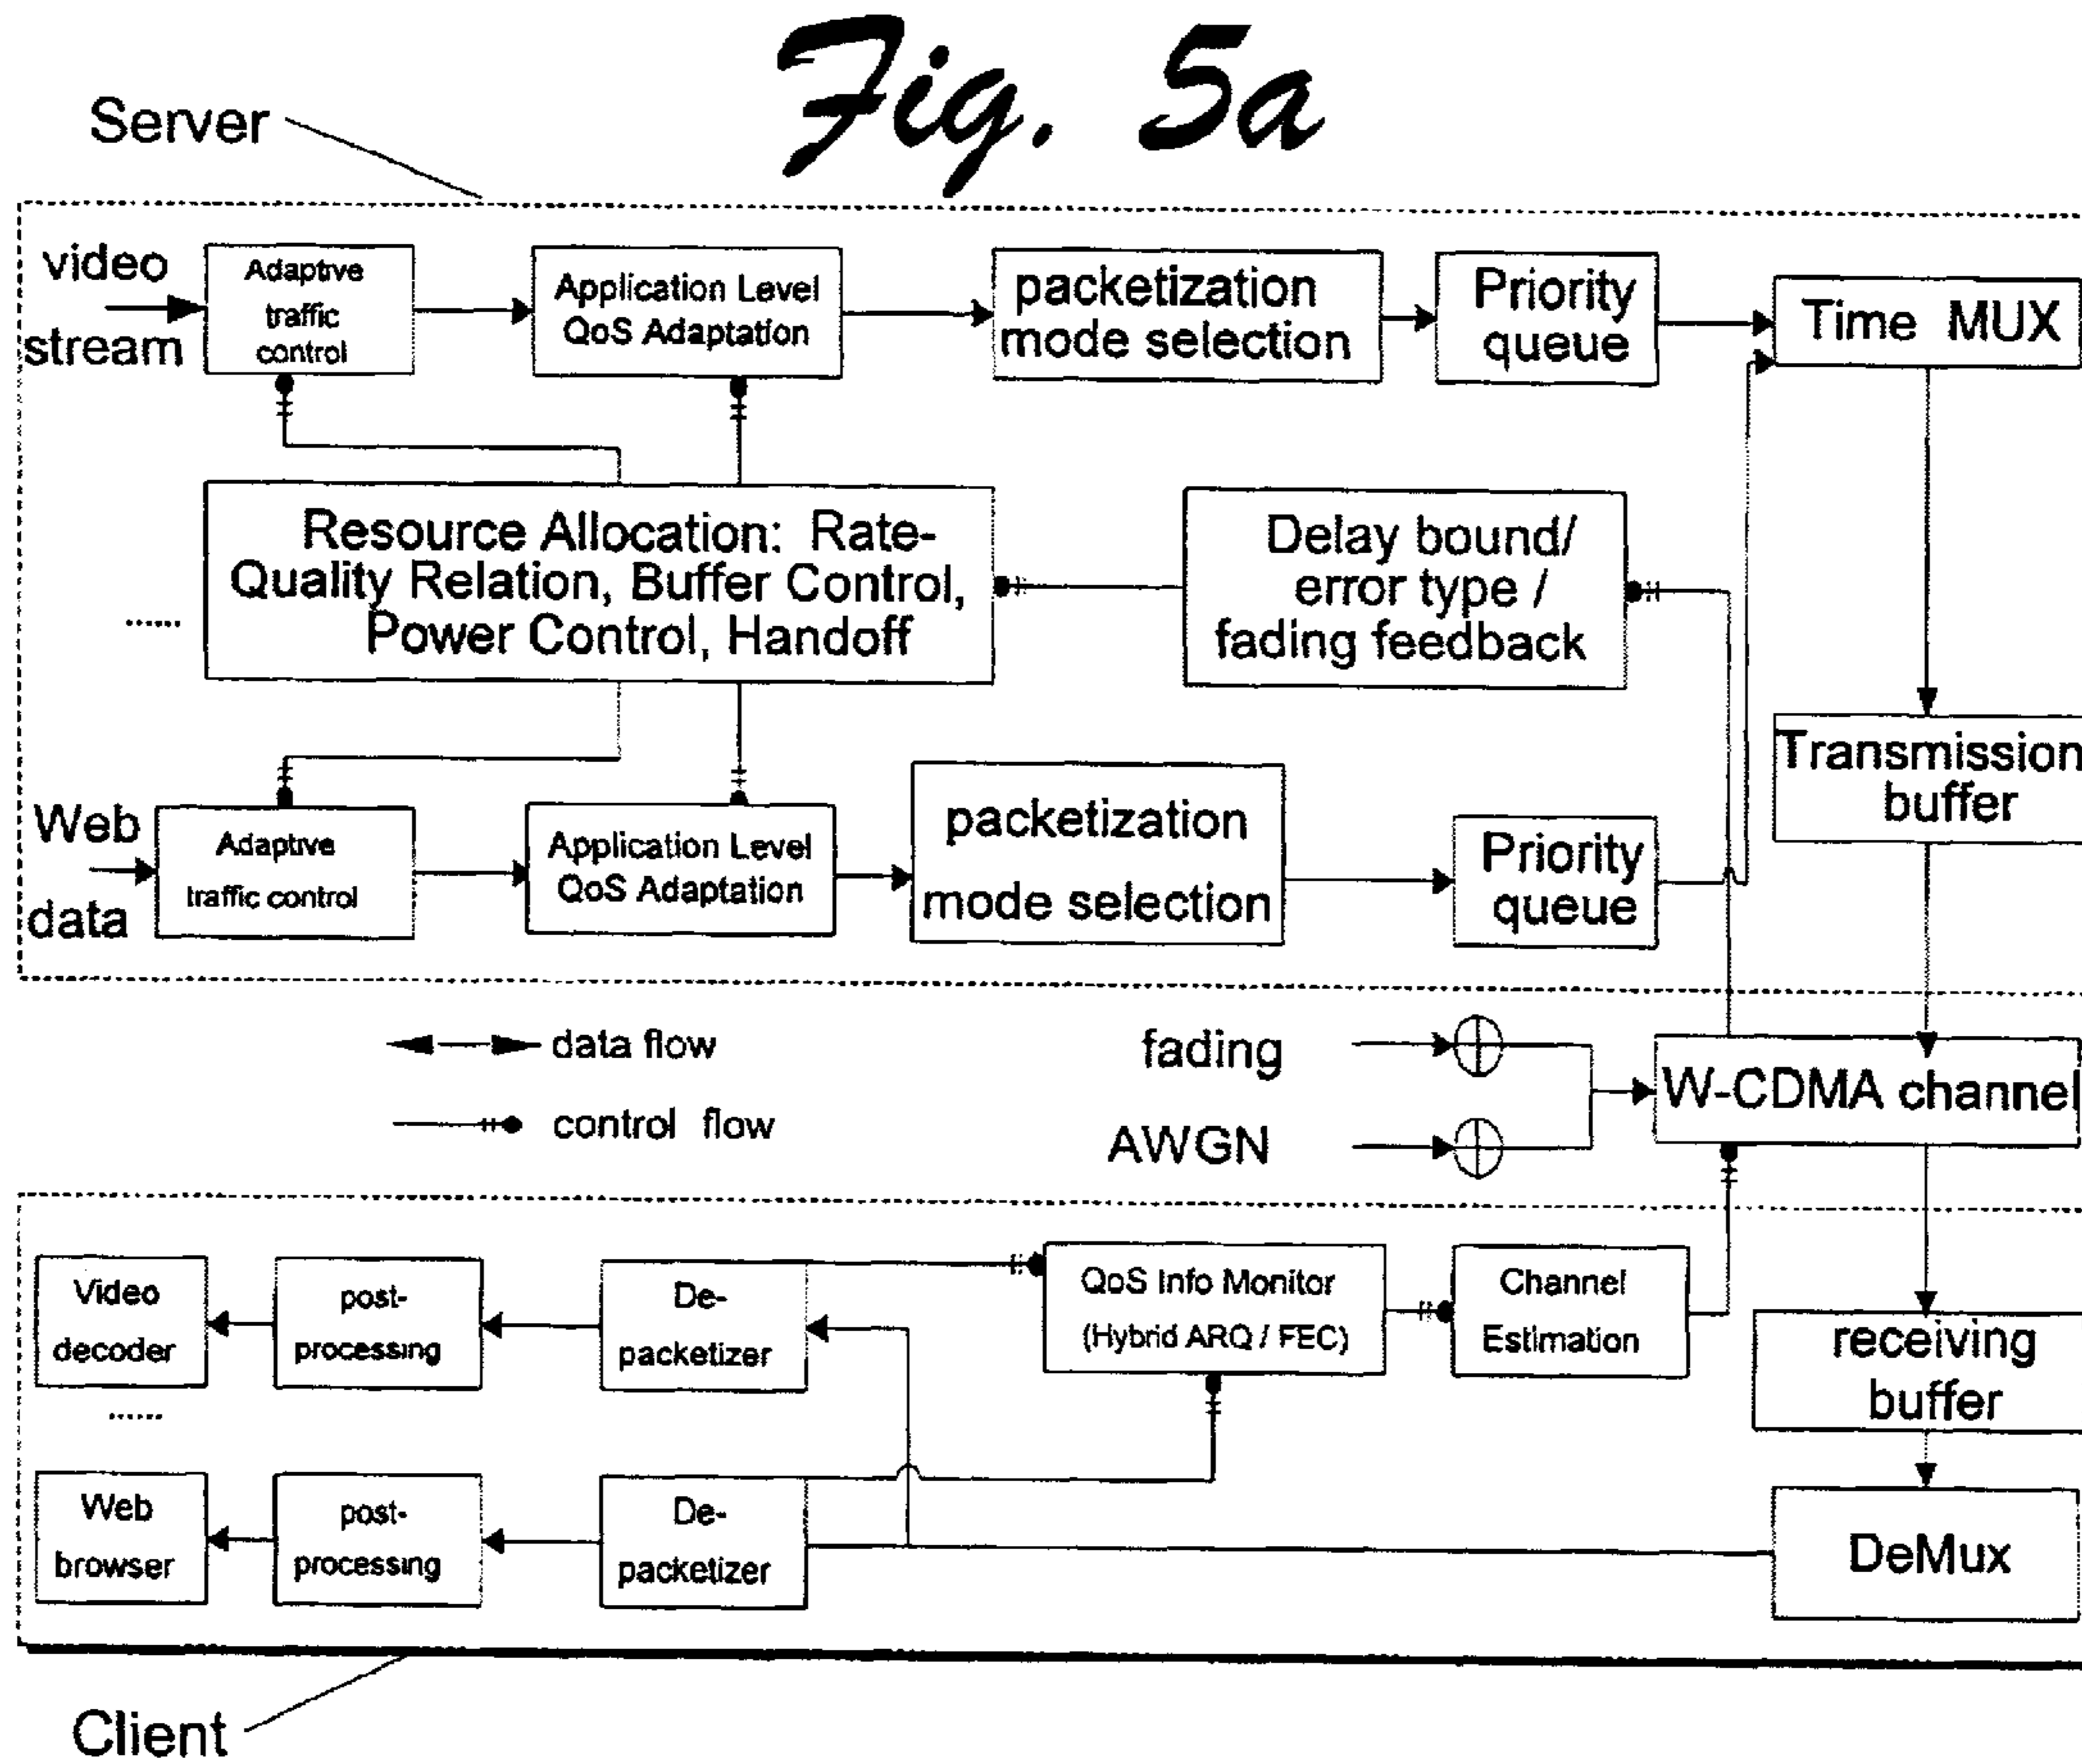 Fig. 5a
Server
video
stream
Adaptive
traffic
control
Application Level
QoS Adaptation
packetization
mode selection
Priority
queue
Time MUX
Resource Allocation: Rate-
Quality Relation, Buffer Control,
Power Control, Handoff
Delay bound/
error type /
fading feedback
......
Transmission
buffer
Web
data
Adaptive
traffic control
Application Level
QoS Adaptation
packetization
mode selection
Priority
queue
data flow
control flow
fading
AWGN
W-CDMA channel
Video
decoder
post-
processing
De-
packetizer
QoS Info Monitor
(Hybrid ARQ / FEC)
Channel
Estimation
receiving
buffer
......
Web
browser
post-
processing
De-
packetizer
DeMux
Client